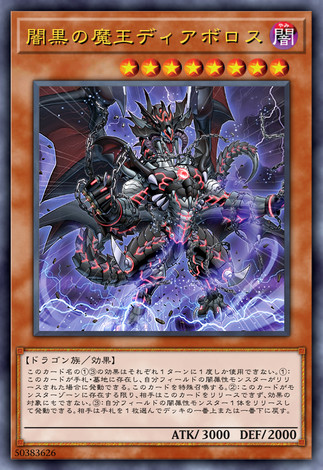 闇黒の魔王ディアボロス
やみ
闇
【ドラゴン族／効果】
このカード名の①③の効果はそれぞれ１ターンに１度しか使用できない。①：
このカードが手札・墓地に存在し、自分フィールドの闇属性モンスターがリリ
ースされた場合に発動できる。このカードを特殊召喚する。②：このカードがモ
ンスターゾーンに存在する限り、相手はこのカードをリリースできず、効果の
対象にもできない。③：自分フィールドの闇属性モンスター１体をリリースし
て発動できる。相手は手札を１枚選んでデッキの一番上または一番下に戻す。
ATK/3000 DEF/2000
50383626